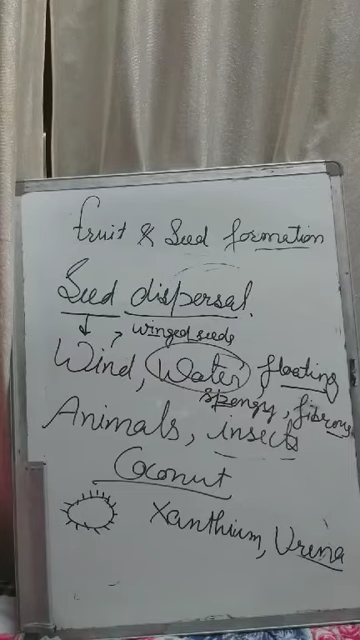 Fruit & Seed formation
Seed dispersal.
winged seeds
Wind, Water floating
spongy, fibrous
Animals, insects
Coconut
Xanthium, Urena